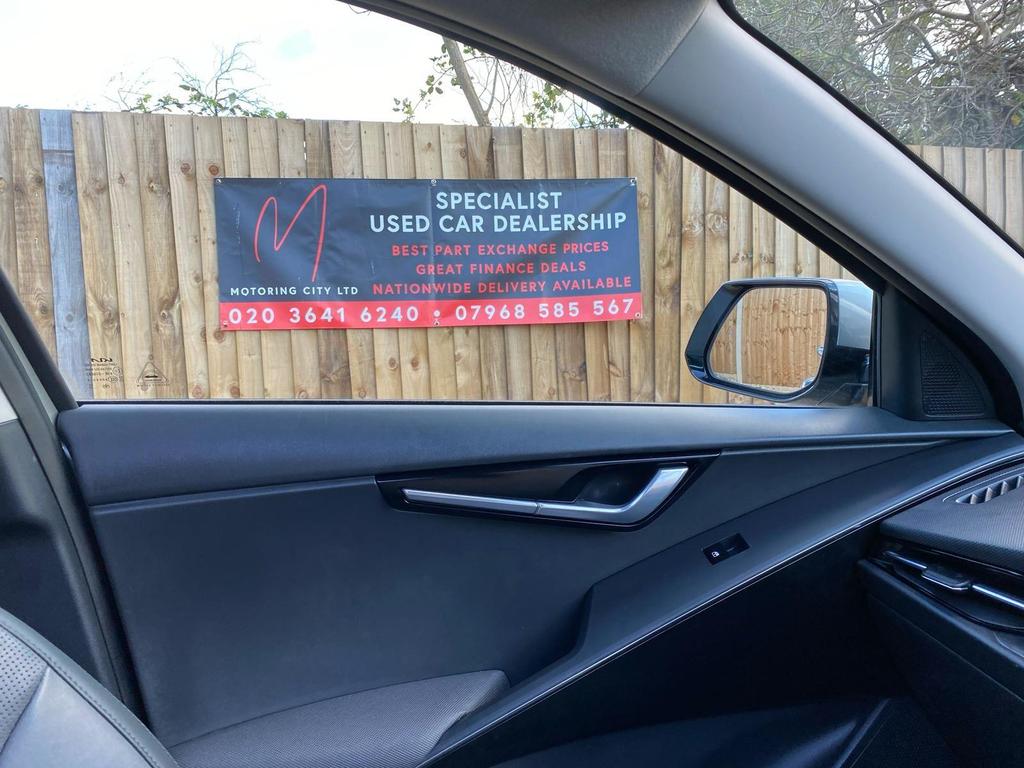 SPECIALIST
USED CAR DEALERSHIP
BEST PART EXCHANGE PRICES
GREAT FINANCE DEALS
NATIONWIDE DELIVERY AVAILABLE
M
MOTORING CITY LTD
020 3641 6240 • 07968 585 567
KIA